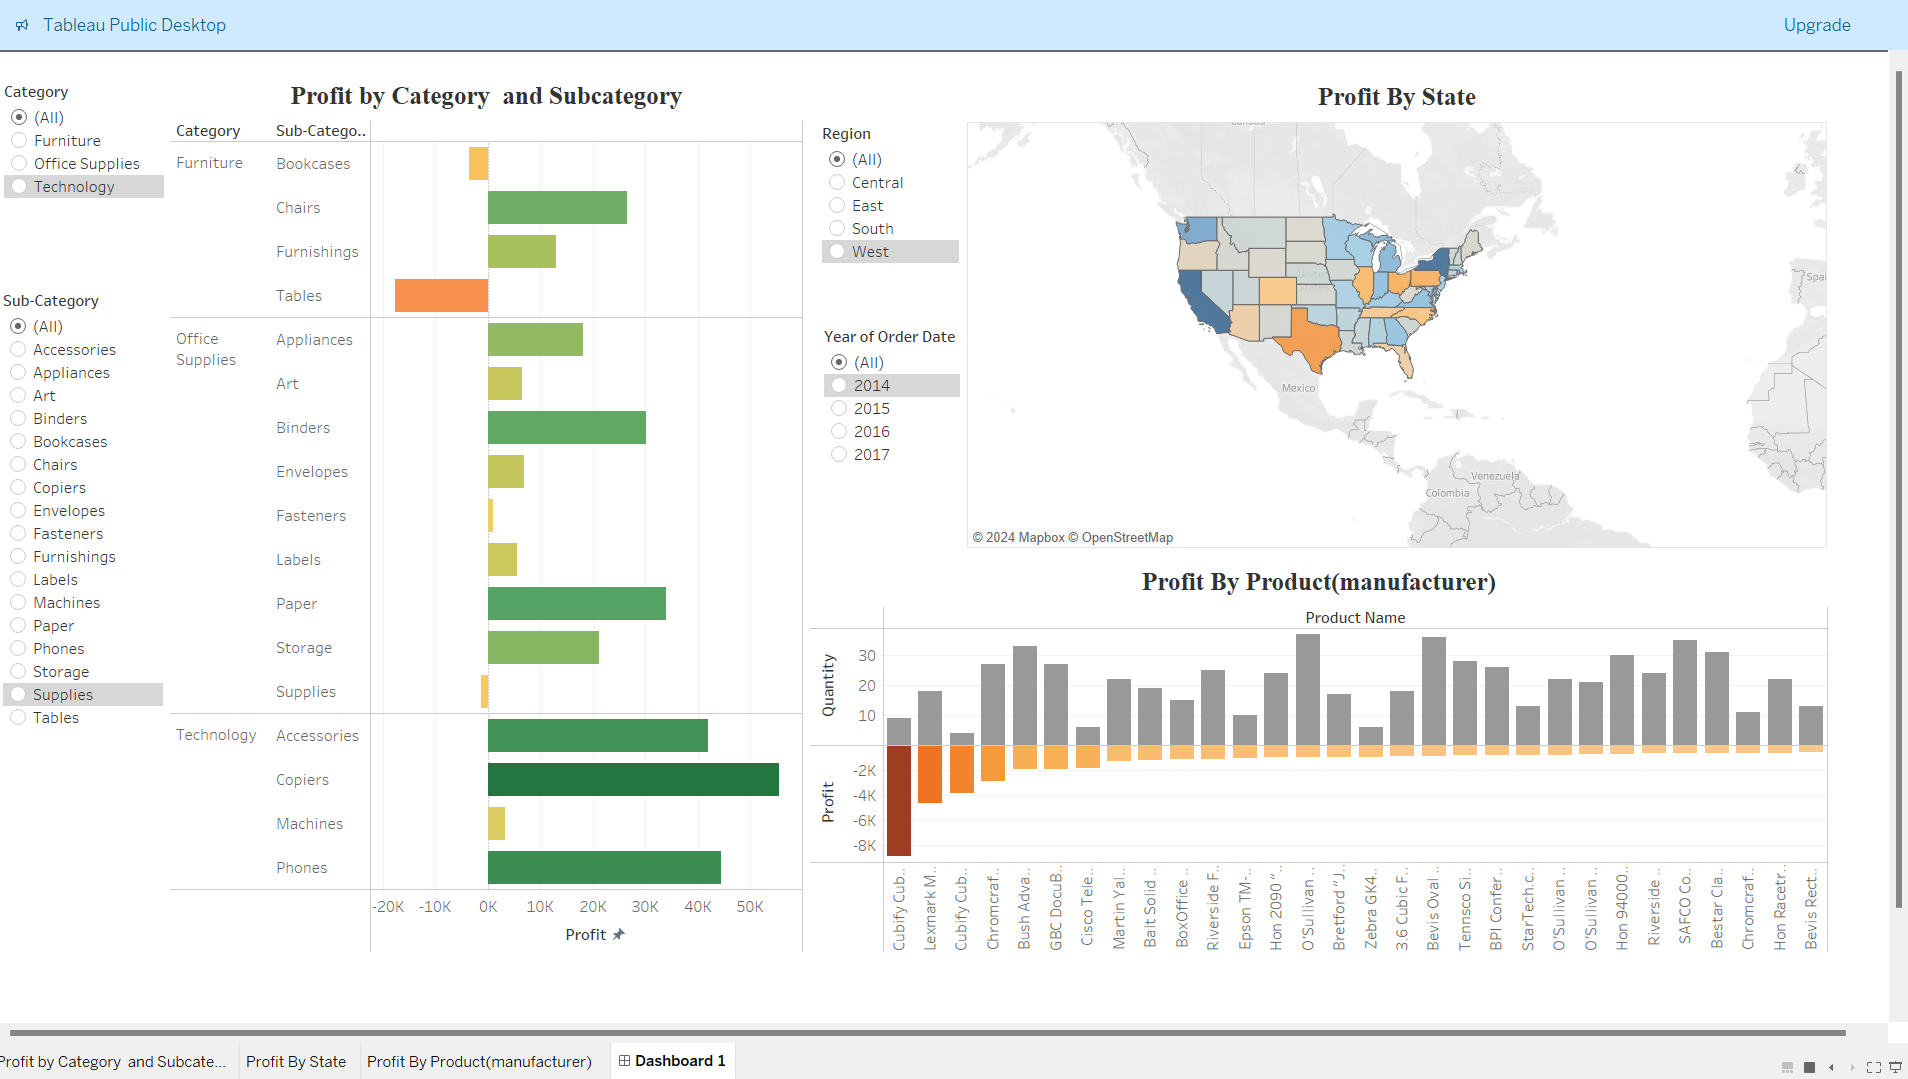 Tableau Public Desktop
Upgrade
Category
(All)
Furniture
Office Supplies
Technology
Sub-Category
(All)
Accessories
Appliances
Art
Binders
Bookcases
Chairs
Copiers
Envelopes
Fasteners
Furnishings
Labels
Machines
Paper
Phones
Storage
Supplies
Tables
Profit by Category and Subcategory
Category
Sub-Catego..
Furniture
Bookcases
Chairs
Furnishings
Tables
Office
Supplies
Appliances
Art
Binders
Envelopes
Fasteners
Labels
Paper
Storage
Supplies
Technology
Accessories
Copiers
Machines
Phones
-20K -10K 0K 10K 20K 30K 40K 50K
Profit
Region
(All)
Central
East
South
West
Year of Order Date
(All)
2014
2015
2016
2017
Profit By State
Canada
United
States
Mexico
Venezuela
Colombia
Spai
© 2024 Mapbox © OpenStreetMap
Profit By Product(manufacturer)
Product Name
Quantity
30
20
10
Profit
-2K
-4K
-6K
-8K
Cubify Cub..
Lexmark M..
Cubify Cub..
Chromcraf..
Bush Adva..
GBC DocuB..
Cisco Tele..
Martin Yal..
Balt Solid ..
BoxOffice ..
Riverside F..
Epson TM-..
Hon 2090 “..
O'Sullivan ..
Bretford “J..
Zebra GK4..
3.6 Cubic F..
Bevis Oval ..
Tennsco Si..
BPI Confer..
StarTech.c..
O'Sullivan ..
O'Sullivan ..
Hon 94000..
Riverside ..
SAFCO Co..
Bestar Cla..
Chromcraf..
Hon Racetr..
Bevis Rect..
Profit by Category and Subcate...
Profit By State
Profit By Product(manufacturer)
Dashboard 1